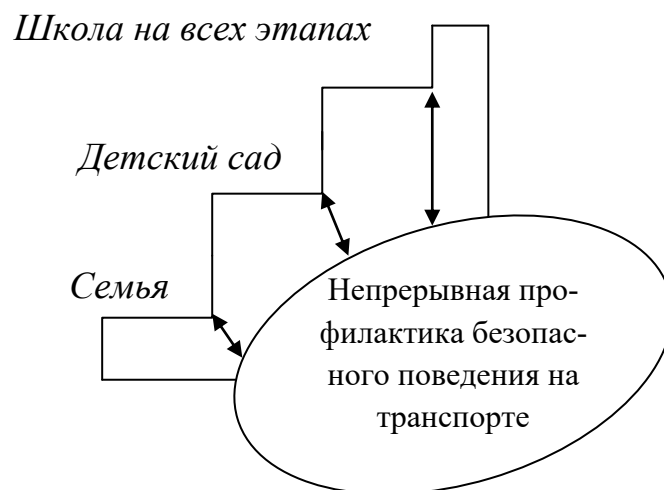 Школа на всех этапах
Детский сад
Семья
Непрерывная про-
филактика безопас-
ного поведения на
транспорте